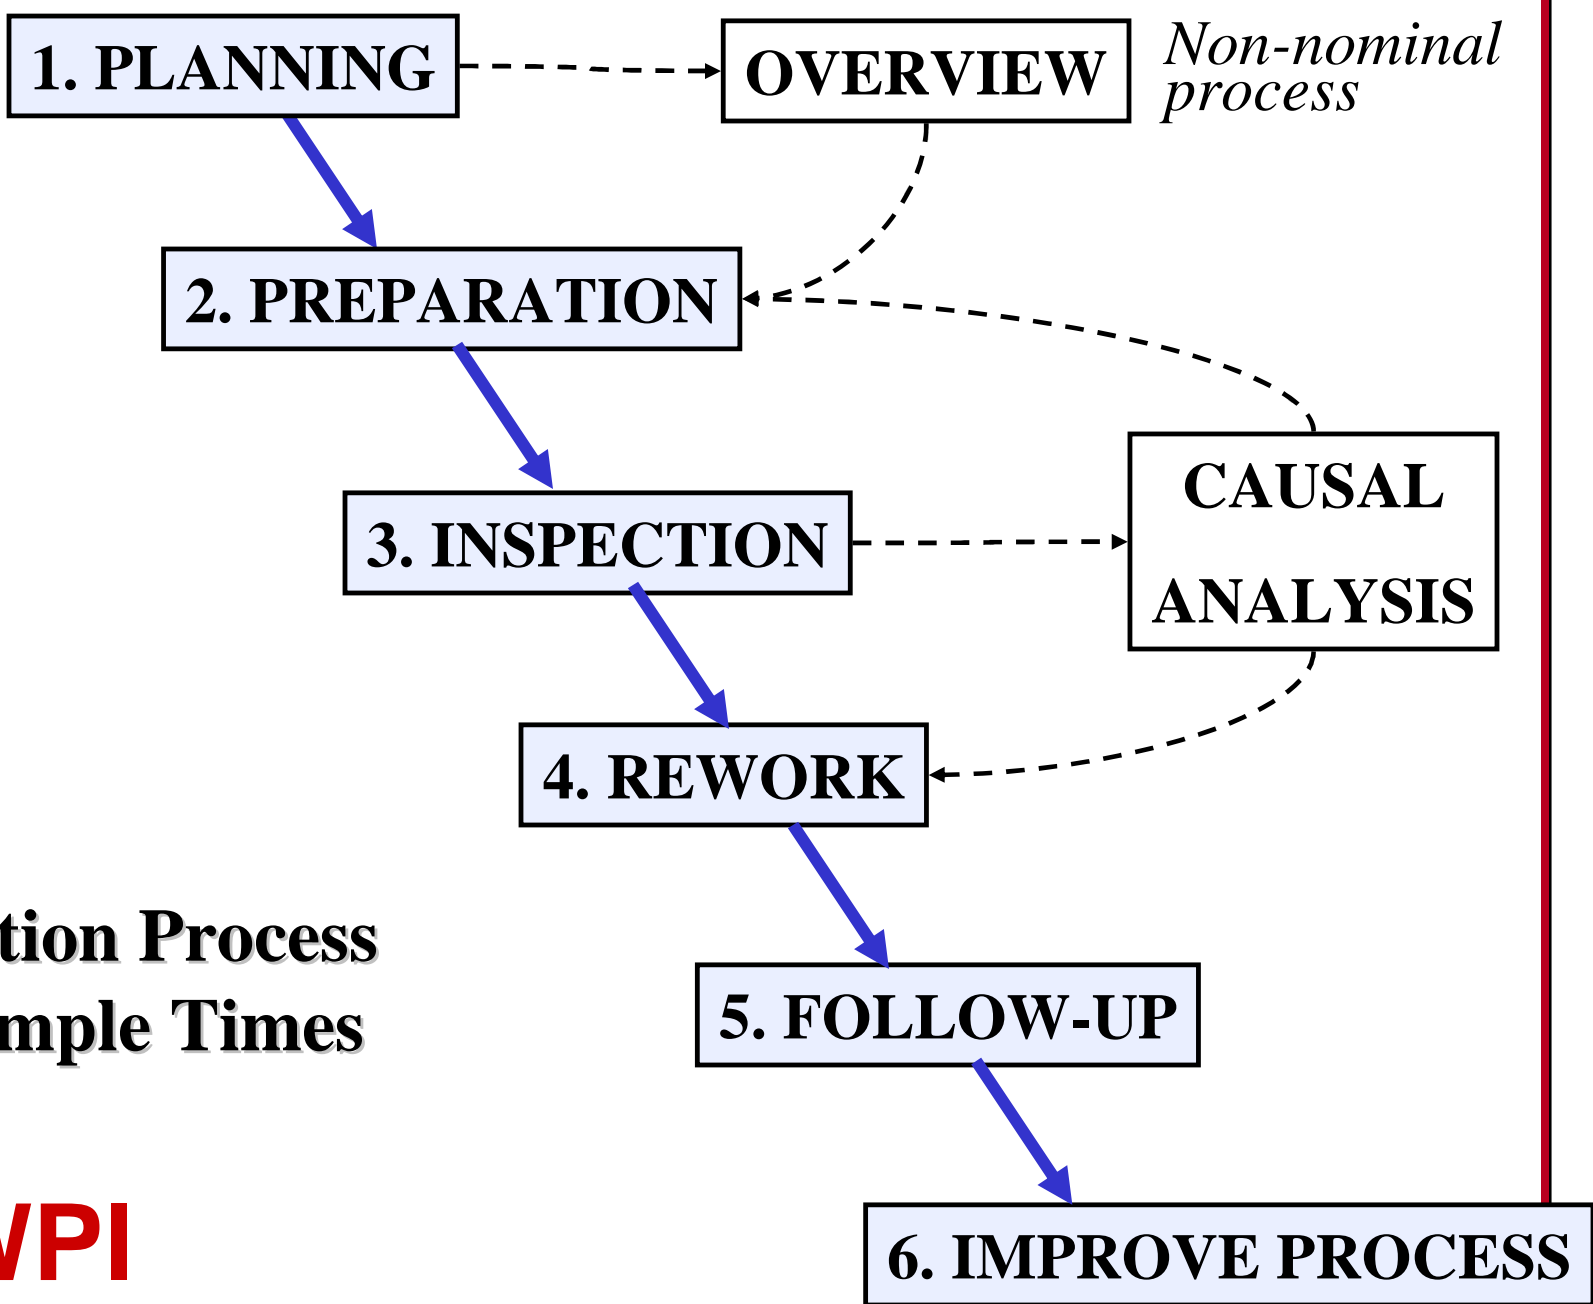 1. PLANNING
OVERVIEW
Non-nominal
process
2. PREPARATION
CAUSAL
ANALYSIS
3. INSPECTION
4. REWORK
tion Process
mple Times
5. FOLLOW-UP
WPI
6. IMPROVE PROCESS